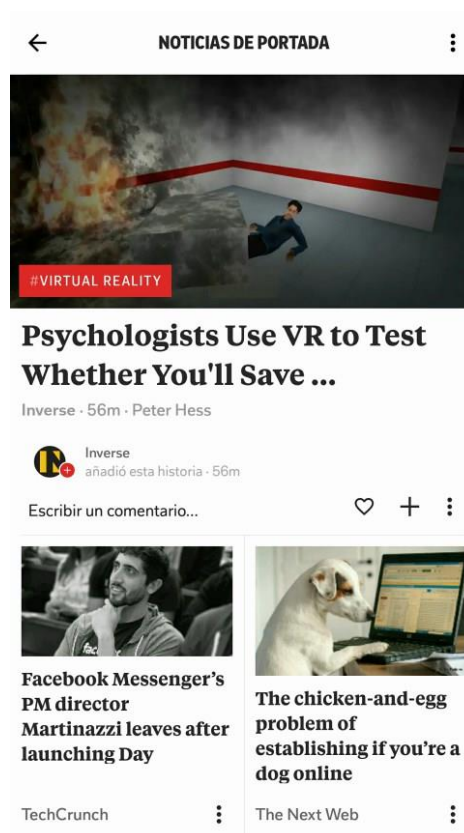 NOTICIAS DE PORTADA
#VIRTUAL REALITY
Psychologists Use VR to Test
Whether You'll Save ...
Inverse · 56m · Peter Hess
Inverse
añadió esta historia · 56m
Escribir un comentario...
Facebook Messenger’s
PM director
Martinazzi leaves after
launching Day
TechCrunch
The chicken-and-egg
problem of
establishing if you’re a
dog online
The Next Web